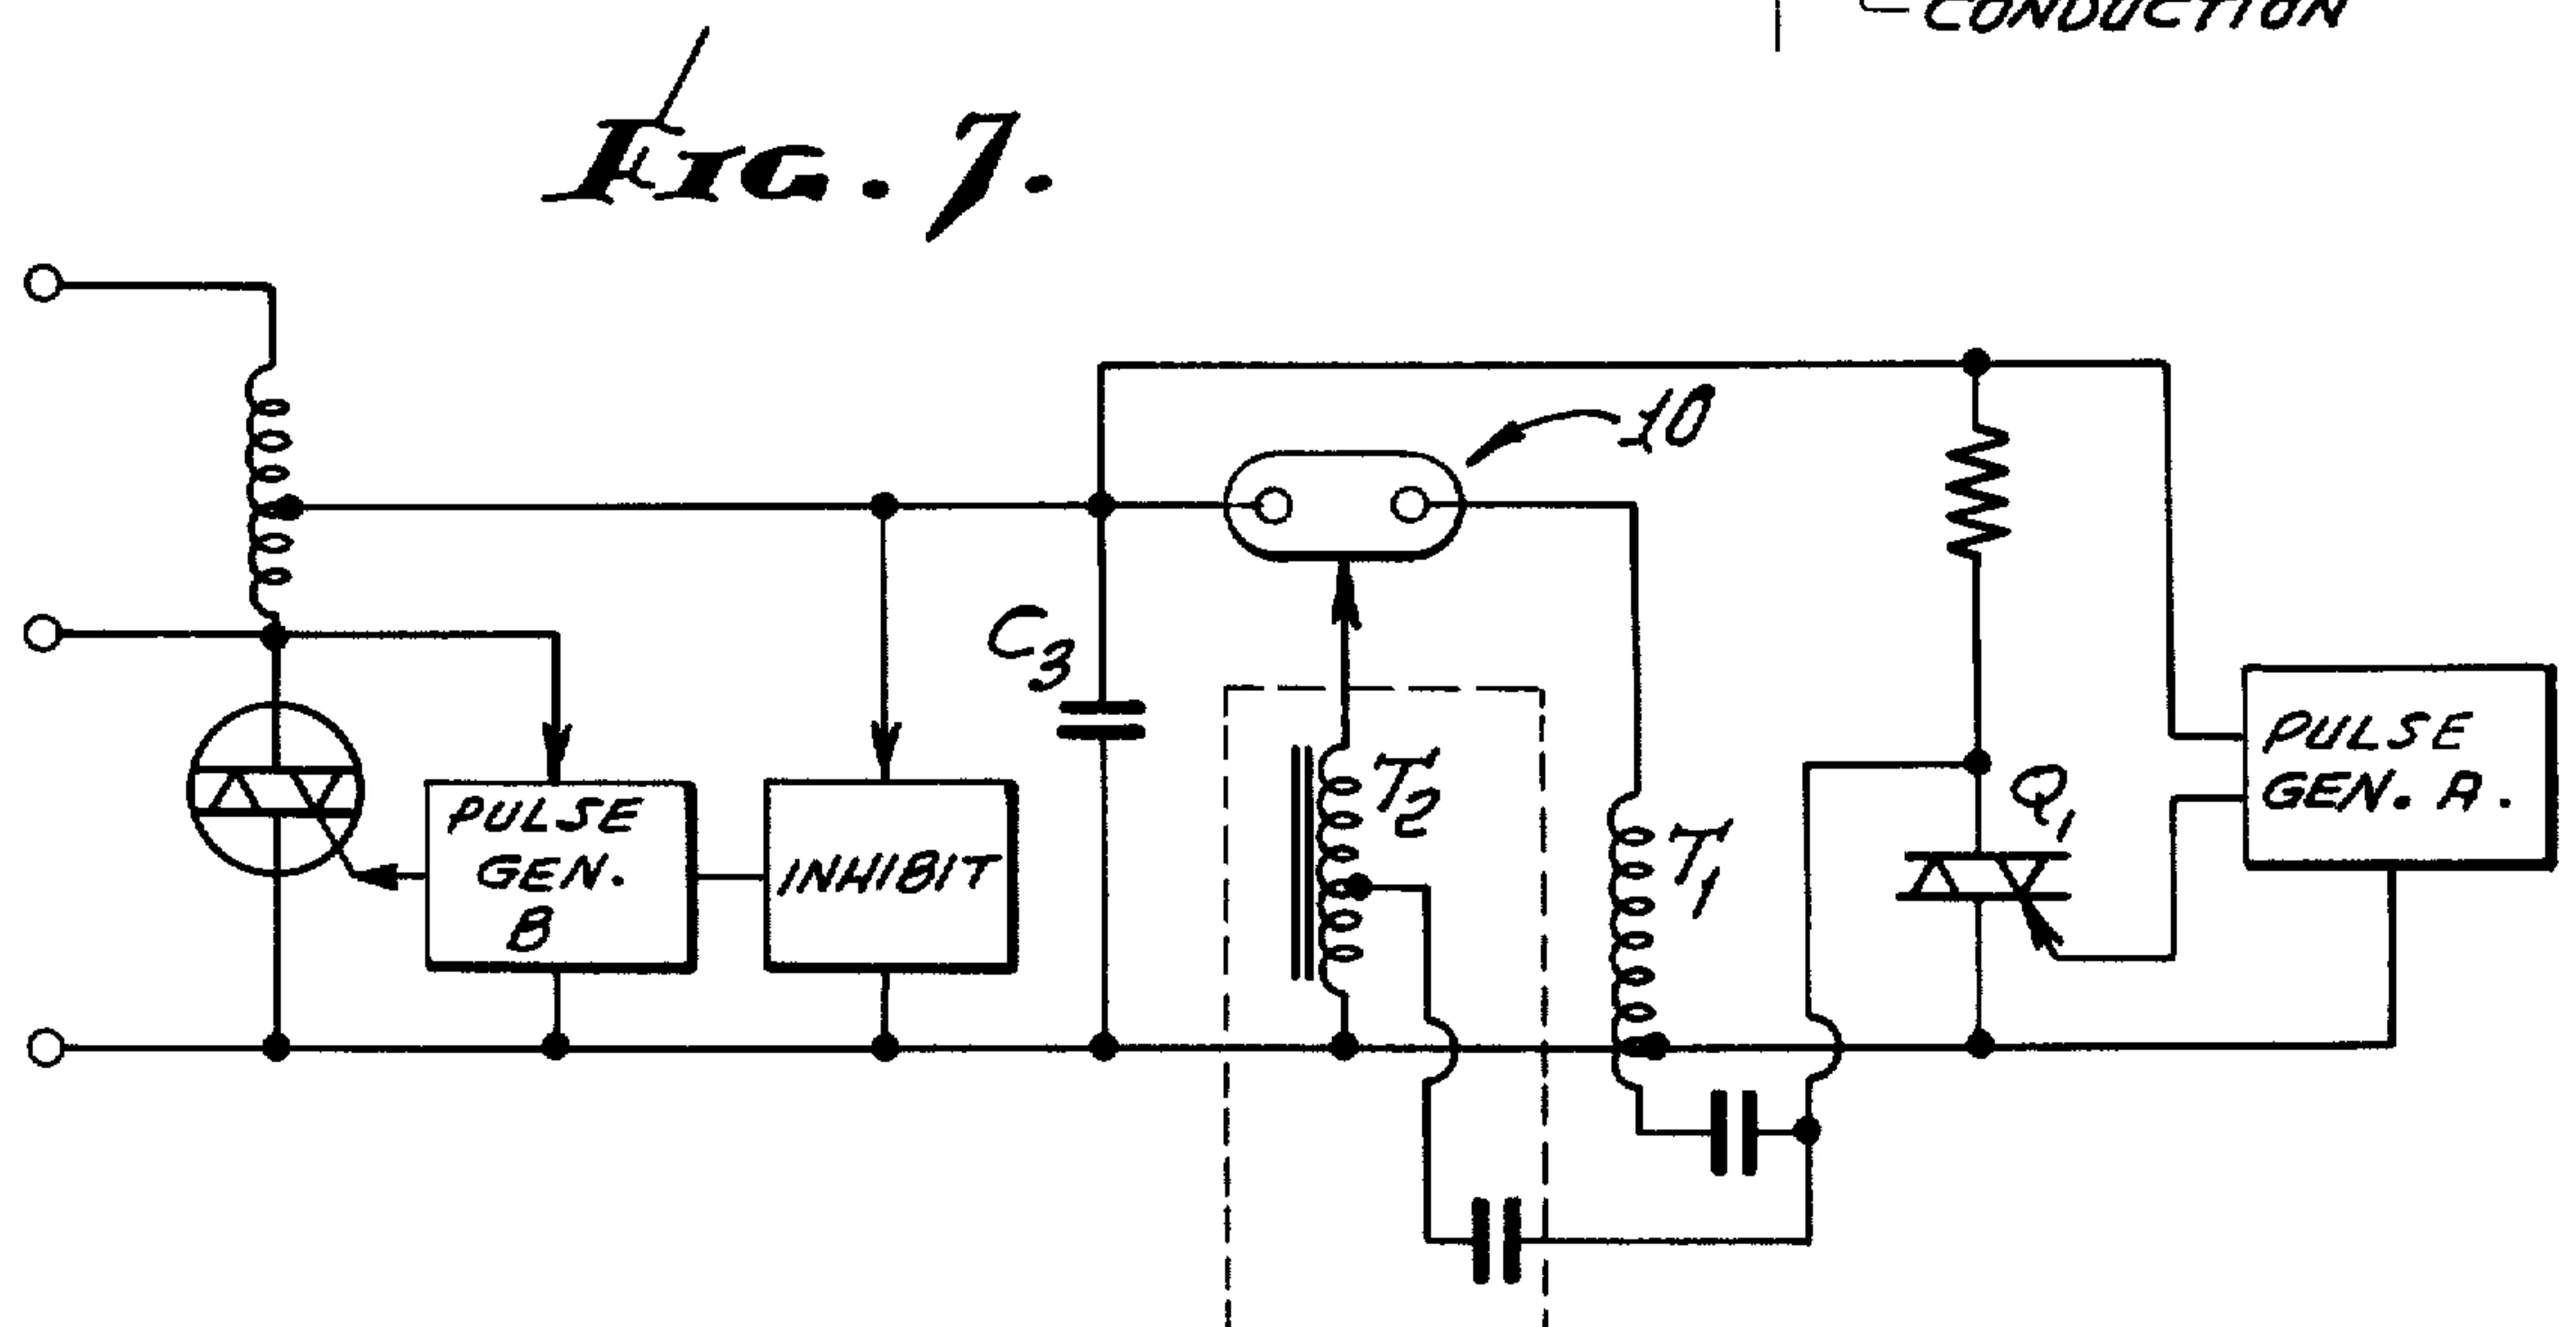 CONDUCTION
FIG. 7.
10
C3
T2
T1
Q1
PULSE
GEN. A.
PULSE
GEN.
B
INHIBIT